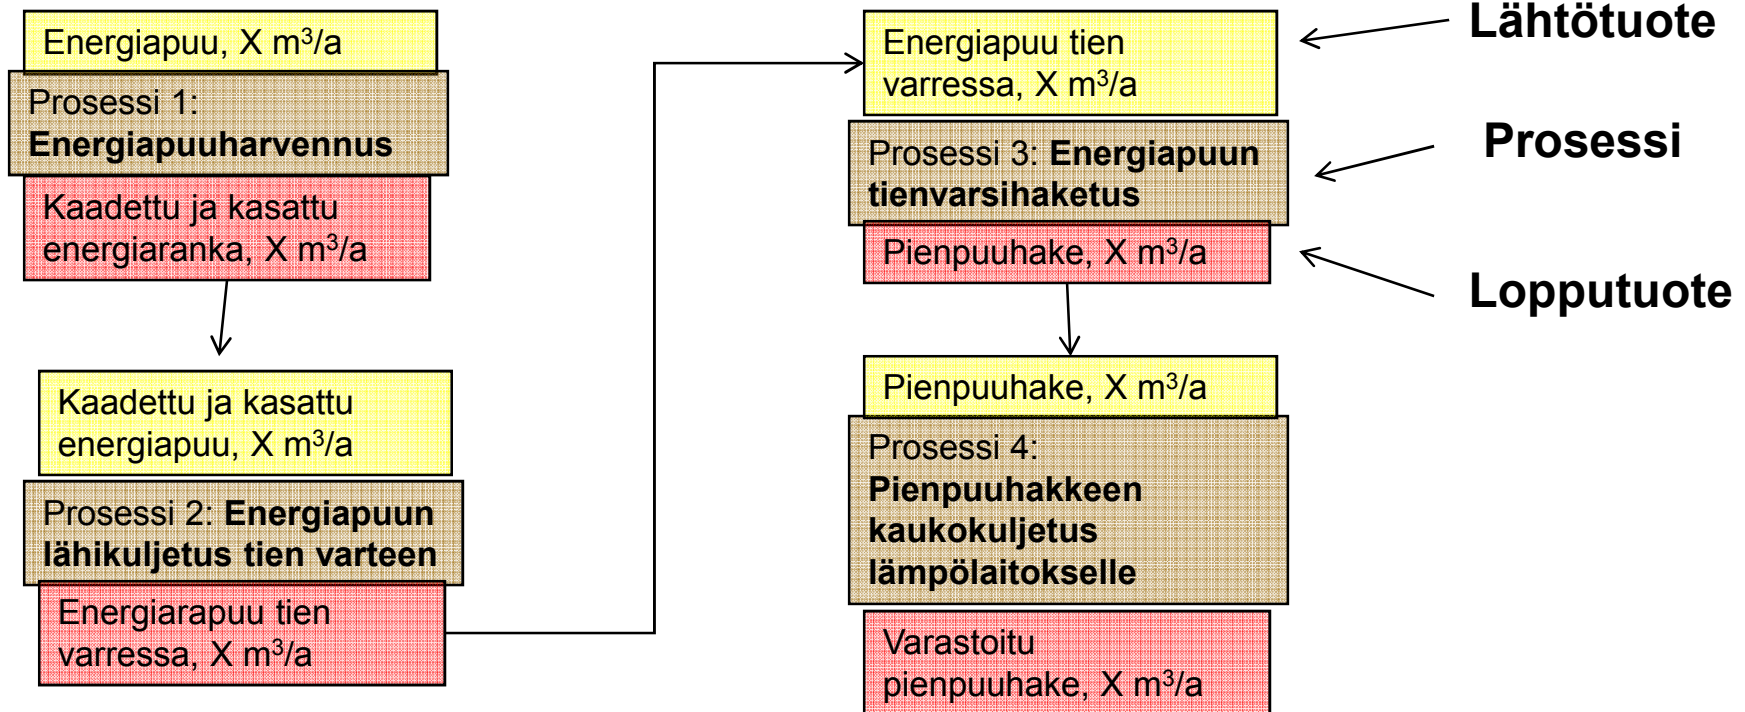 Energiapuu, X m³/a
Prosessi 1:
Energiapuuharvennus
Kaadettu ja kasattu
energiaranka, X m³/a
Kaadettu ja kasattu
energiapuu, X m³/a
Prosessi 2: Energiapuun
lähikuljetus tien varteen
Energiarapuu tien
varressa, X m³/a
Energiapuu tien
varressa, X m³/a
Prosessi 3: Energiapuun
tienvarsihaketus
Pienpuuhake, X m³/a
Pienpuuhake, X m³/a
Prosessi 4:
Pienpuuhakkeen
kaukokuljetus
lämpölaitokselle
Varastoitu
pienpuuhake, X m³/a
Lähtötuote
Prosessi
Lopputuote